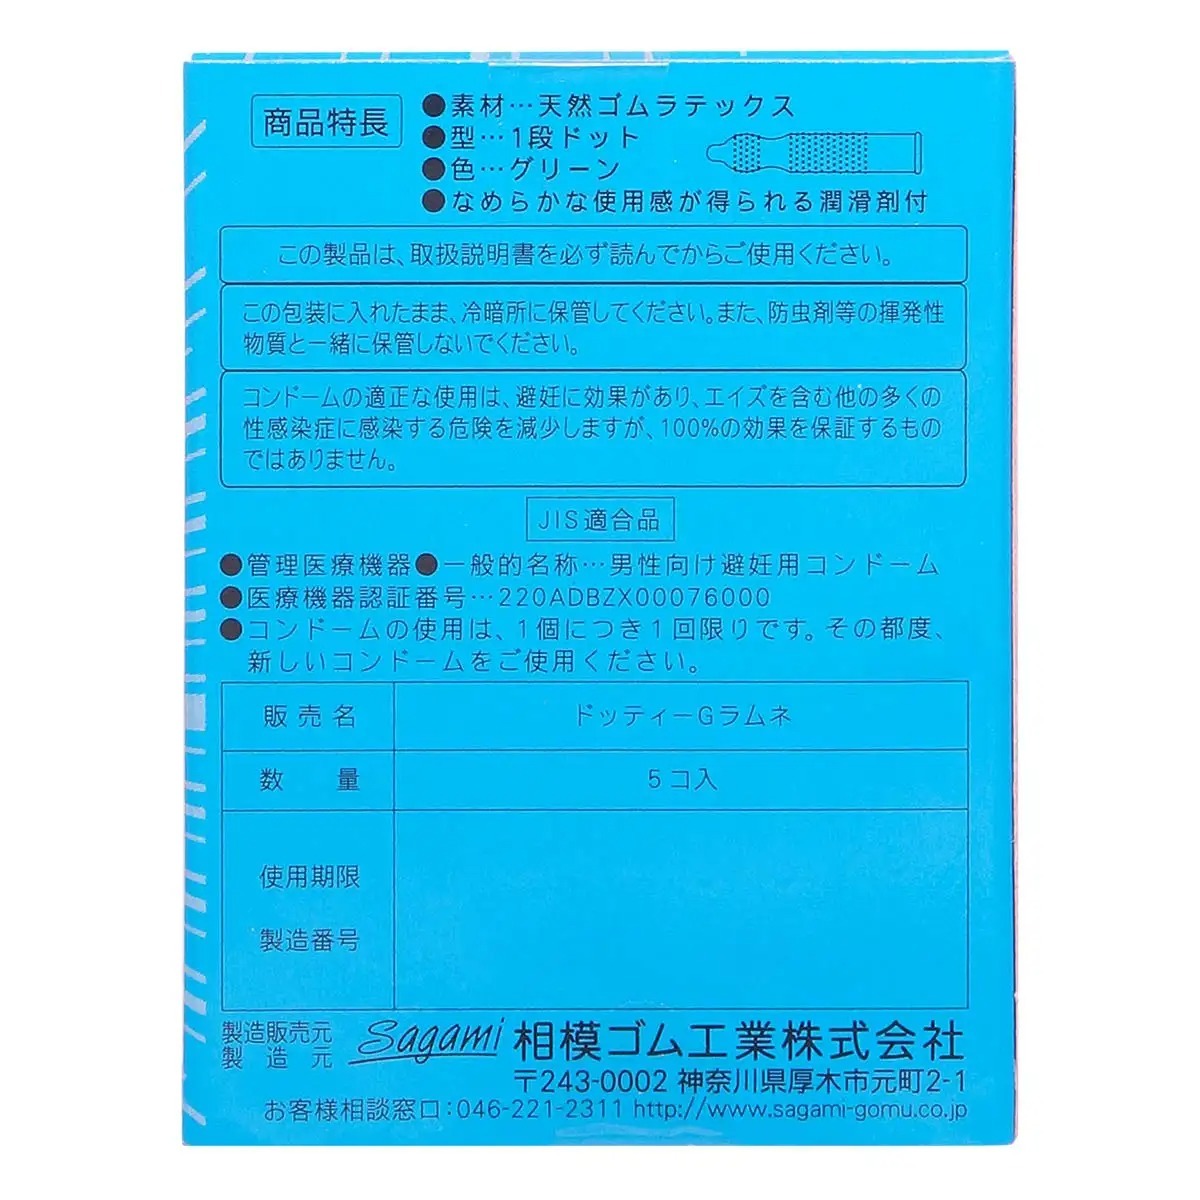 商品特長
●素材…天然ゴムラテックス
●型…1段ドット
●色…グリーン
●なめらかな使用感が得られる潤滑剤付
この製品は、取扱説明書を必ず読んでからご使用ください。
この包装に入れたまま、冷暗所に保管してください。また、防虫剤等の揮発性
物質と一緒に保管しないでください。
コンドームの適正な使用は、避妊に効果があり、エイズを含む他の多くの
性感染症に感染する危険を減少しますが、100%の効果を保証するもの
ではありません。
JIS適合品
●管理医療機器●一般的名称…男性向け避妊用コンドーム
●医療機器認証番号…220ADBZX00076000
●コンドームの使用は、1個につき1回限りです。その都度、
新しいコンドームをご使用ください。
販売名 ドッティーGラムネ
数量 5コ入
使用期限
製造番号
製造販売元
製造元
Sagami 相模ゴム工業株式会社
〒243-0002 神奈川県厚木市元町2-1
お客様相談窓口:046-221-2311 http://www.sagami-gomu.co.jp